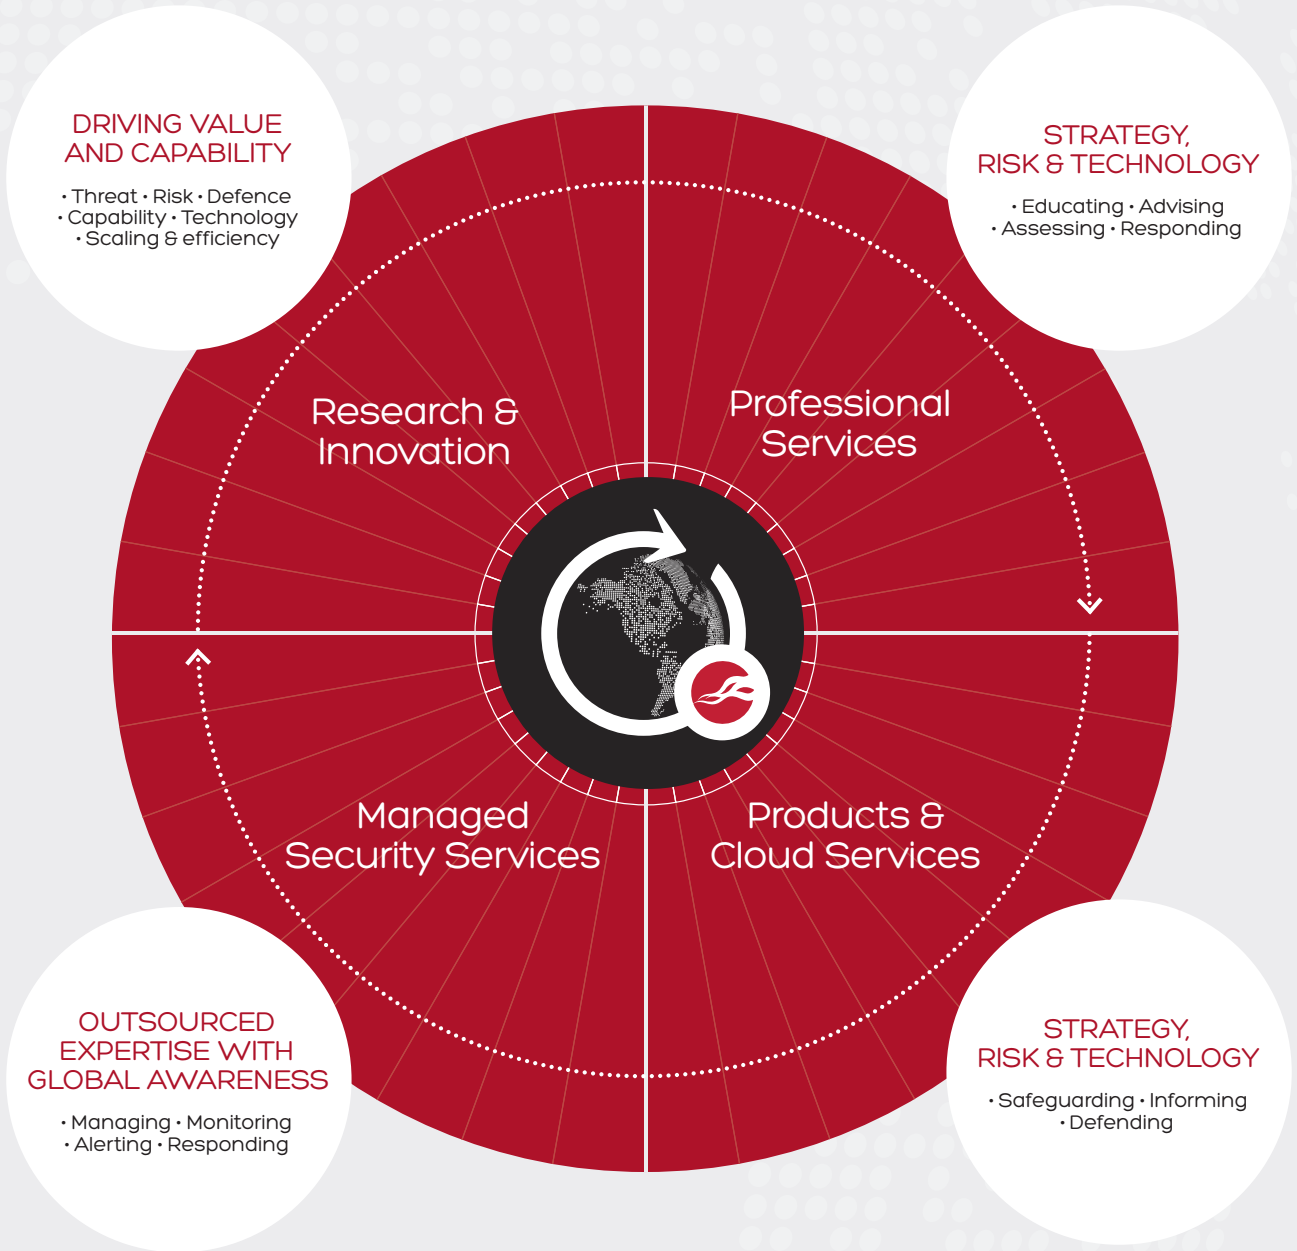 DRIVING VALUE
AND CAPABILITY
• Threat • Risk • Defence
• Capability • Technology
• Scaling & efficiency
STRATEGY,
RISK & TECHNOLOGY
• Educating • Advising
• Assessing • Responding
Research &
Innovation
Professional
Services
Managed
Security Services
Products &
Cloud Services
OUTSOURCED
EXPERTISE WITH
GLOBAL AWARENESS
• Managing • Monitoring
• Alerting • Responding
STRATEGY,
RISK & TECHNOLOGY
• Safeguarding • Informing
• Defending